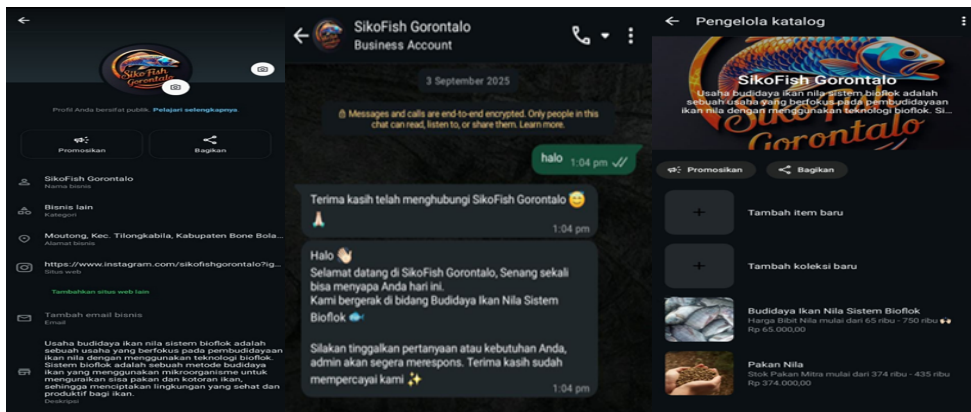 Siko Fish
Gorontalo
Profil Anda bersifat publik. Pelajari selengkapnya.
Promosikan
Bagikan
SikoFish Gorontalo
Nama bisnis
Bisnis lain
Kategori
Moutong, Kec. Tilongkabila, Kabupaten Bone Bola...
Alamat bisnis
https://www.instagram.com/sikofishgorontalo?ig...
Situs web
Tambahkan situs web lain
Tambah email bisnis
Email
Usaha budidaya ikan nila sistem bioflok adalah
sebuah usaha yang berfokus pada pembudidayaan
ikan nila dengan menggunakan teknologi bioflok.
Sistem bioflok adalah sebuah metode budidaya
ikan yang menggunakan mikroorganisme untuk
menguraikan sisa pakan dan kotoran ikan,
sehingga menciptakan lingkungan yang sehat dan
produktif bagi ikan.
Deskripsi
SikoFish Gorontalo
Business Account
3 September 2025
Messages and calls are end-to-end encrypted. Only people in this
chat can read, listen to, or share them. Learn more.
halo 1:04 pm
Terima kasih telah menghubungi SikoFish Gorontalo 😇
🙏🏻
1:04 pm
Halo 👋🏻
Selamat datang di SikoFish Gorontalo, Senang sekali
bisa menyapa Anda hari ini.
Kami bergerak di bidang Budidaya Ikan Nila Sistem
Bioflok 🐟
Silakan tinggalkan pertanyaan atau kebutuhan Anda,
admin akan segera merespons. Terima kasih sudah
mempercayai kami ✨
1:04 pm
Pengelola katalog
SikoFish Gorontalo
Usaha budidaya ikan nila sistem bioflok adalah
sebuah usaha yang berfokus pada pembudidayaan
ikan nila dengan menggunakan teknologi bioflok. Si...
Gorontalo
Promosikan
Bagikan
Tambah item baru
Tambah koleksi baru
Budidaya Ikan Nila Sistem Bioflok
Harga Bibit Nila mulai dari 65 ribu - 750 ribu 🙌🏻
Rp 65.000,00
Pakan Nila
Stok Pakan Mitra mulai dari 374 ribu - 435 ribu
Rp 374.000,00